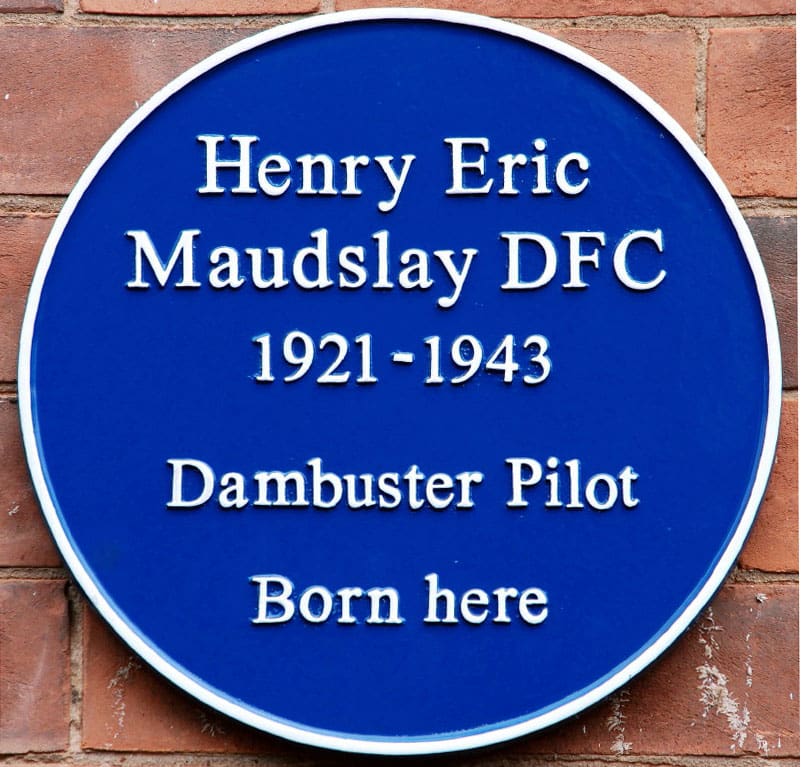 Henry Eric
Maudslay DFC
1921-1943
Dambuster Pilot
Born here